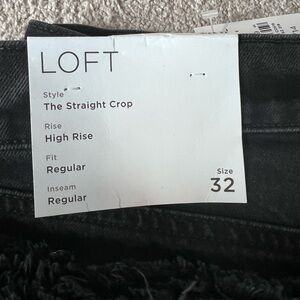 LOFT
Style
The Straight Crop
Rise
High Rise
Fit
Regular
Inseam
Regular
Size
32